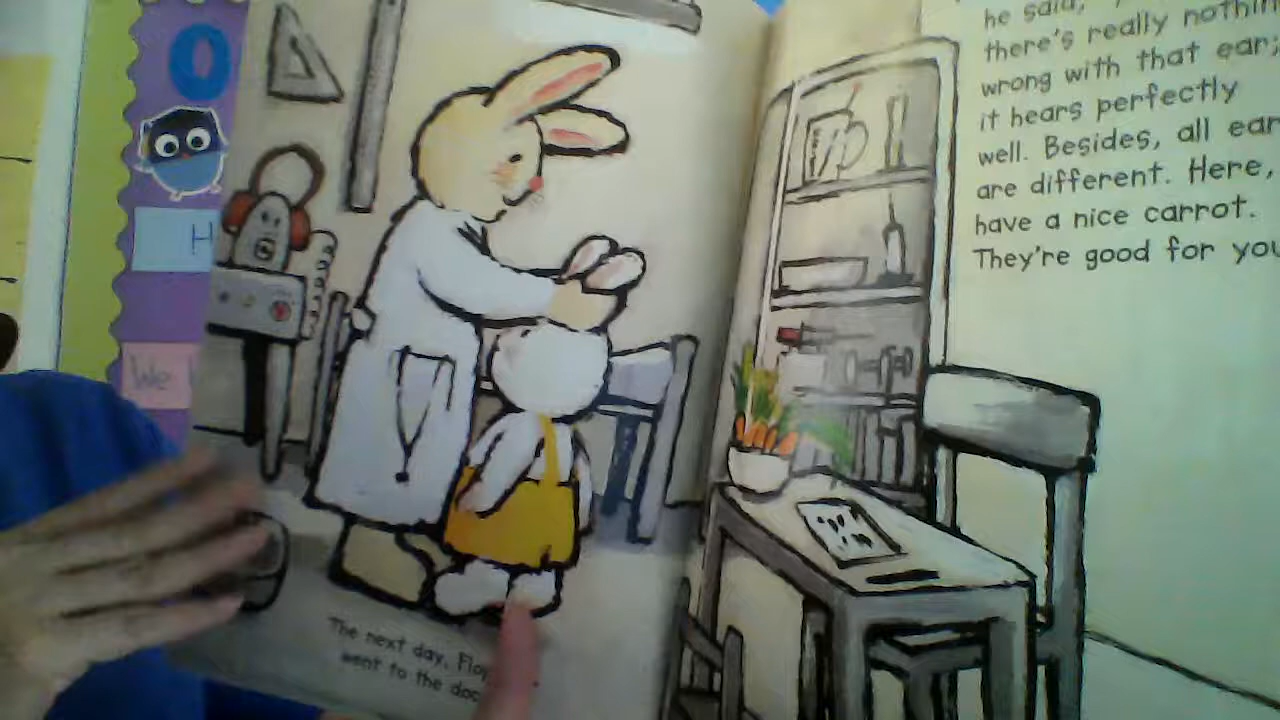 O
H
We
The next day, Flo
went to the doc
he said,
there's really nothin
wrong with that ear;
it hears perfectly
well. Besides, all ear
are different. Here,
have a nice carrot.
They're good for you